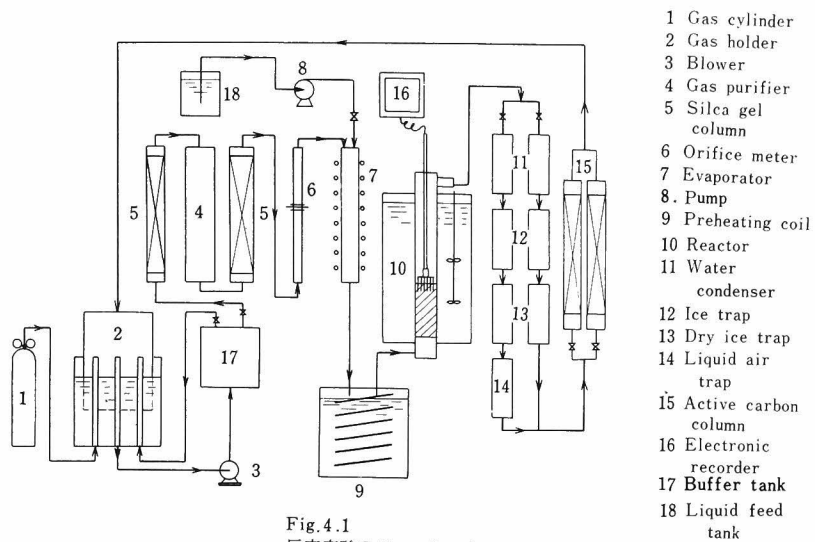 1 Gas cylinder
2 Gas holder
3 Blower
4 Gas purifier
5 Silca gel
column
6 Orifice meter
7 Evaporator
8. Pump
9 Preheating coil
10 Reactor
11 Water
condenser
12 Ice trap
13 Dry ice trap
14 Liquid air
trap
15 Active carbon
column
16 Electronic
recorder
17 Buffer tank
18 Liquid feed
tank
18
8
16
5
4
5
6
7
10
11
12
13
14
15
2
1
17
3
9
Fig.4.1